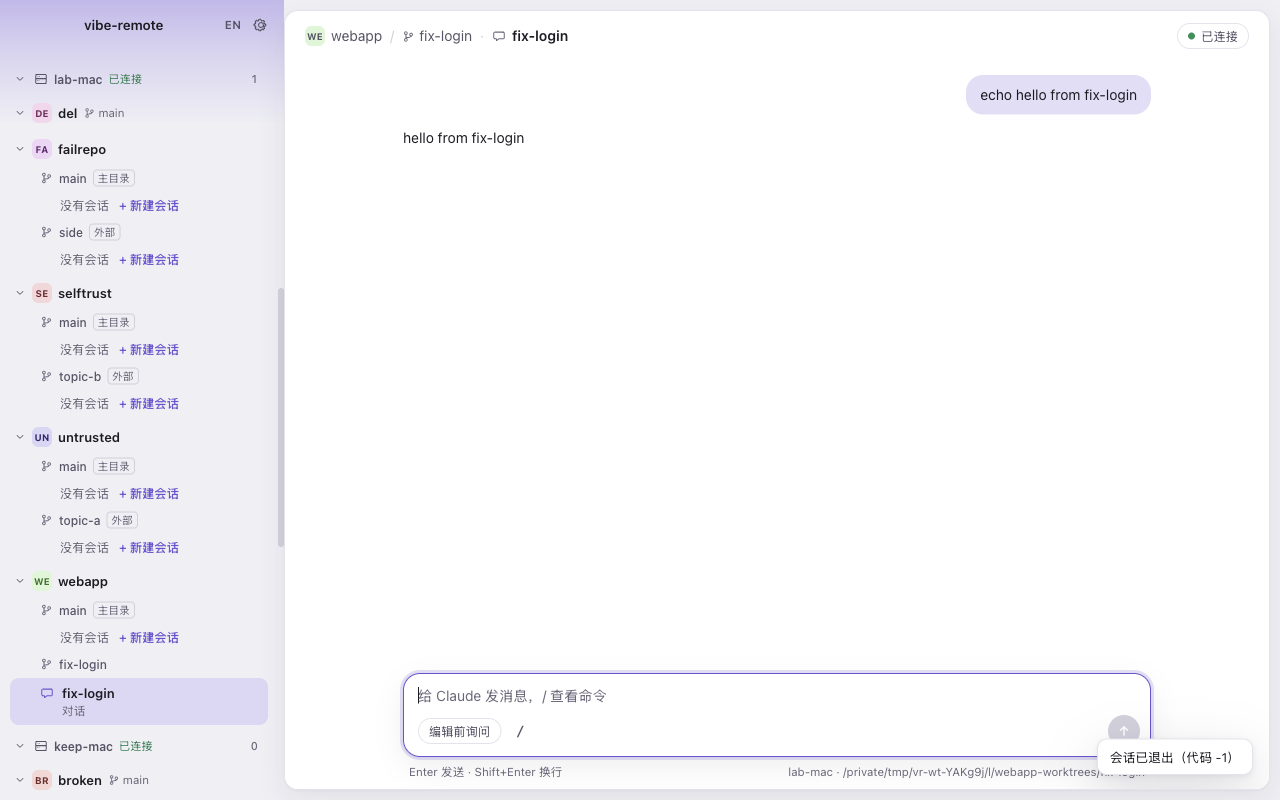 vibe-remote EN
lab-mac 已连接 1
DE del main
FA failrepo
main 主目录
没有会话 + 新建会话
side 外部
没有会话 + 新建会话
SE selftrust
main 主目录
没有会话 + 新建会话
topic-b 外部
没有会话 + 新建会话
UN untrusted
main 主目录
没有会话 + 新建会话
topic-a 外部
没有会话 + 新建会话
WE webapp
main 主目录
没有会话 + 新建会话
fix-login
fix-login
对话
keep-mac 已连接 0
BR broken main
WE webapp / fix-login · fix-login
已连接
echo hello from fix-login
hello from fix-login
给 Claude 发消息，/ 查看命令
编辑前询问 /
Enter 发送 · Shift+Enter 换行
lab-mac · /private/tmp/vr-wt-YAKg9j/l/webapp-worktrees/
会话已退出（代码 -1）